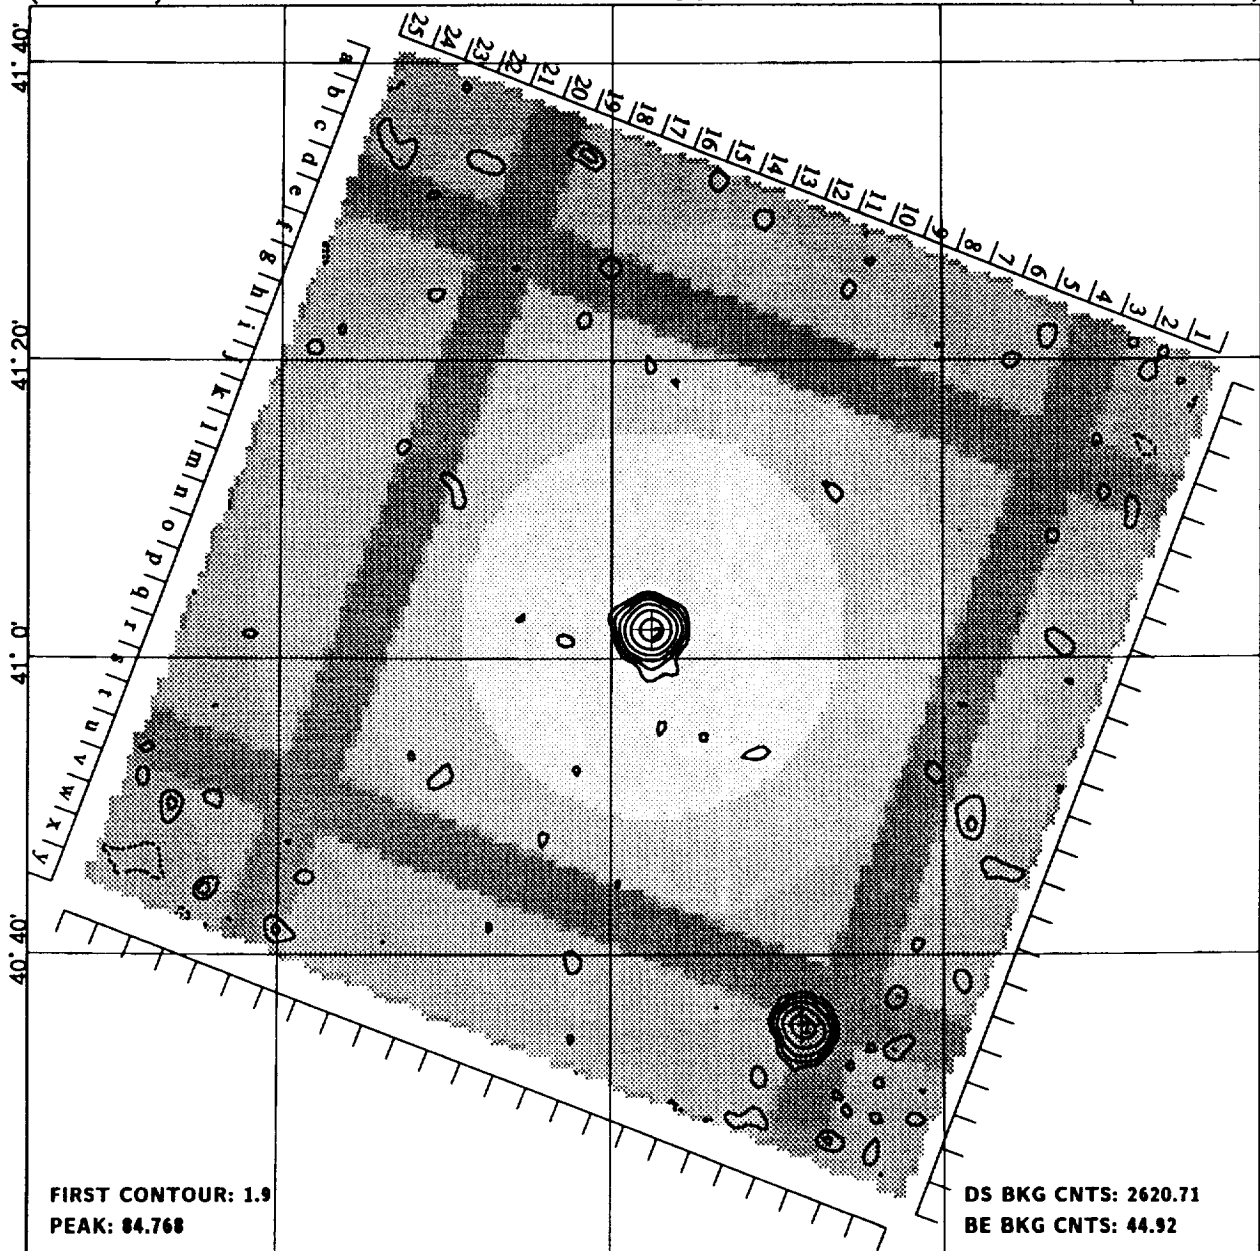 25 24 23 22 21 20 19 18 17 16 15 14 13 12 11 10 9 8 7 6 5 4 3 2 1
a b c d e f g h i j k l m n o p q r s t u v w x y
41° 40'
41° 20'
41° 0'
40° 40'
FIRST CONTOUR: 1.9
PEAK: 84.768
DS BKG CNTS: 2620.71
BE BKG CNTS: 44.92